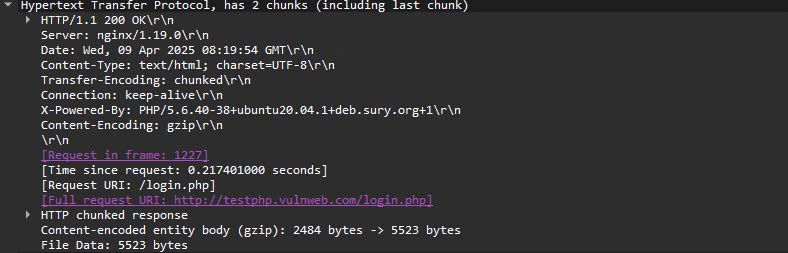 Hypertext Transfer Protocol, has 2 chunks (including last chunk)
HTTP/1.1 200 OK\r\n
Server: nginx/1.19.0\r\n
Date: Wed, 09 Apr 2025 08:19:54 GMT\r\n
Content-Type: text/html; charset=UTF-8\r\n
Transfer-Encoding: chunked\r\n
Connection: keep-alive\r\n
X-Powered-By: PHP/5.6.40-38+ubuntu20.04.1+deb.sury.org+1\r\n
Content-Encoding: gzip\r\n
\r\n
[Request in frame: 1227]
[Time since request: 0.217401000 seconds]
[Request URI: /login.php]
[Full request URI: http://testphp.vulnweb.com/login.php]
HTTP chunked response
Content-encoded entity body (gzip): 2484 bytes -> 5523 bytes
File Data: 5523 bytes